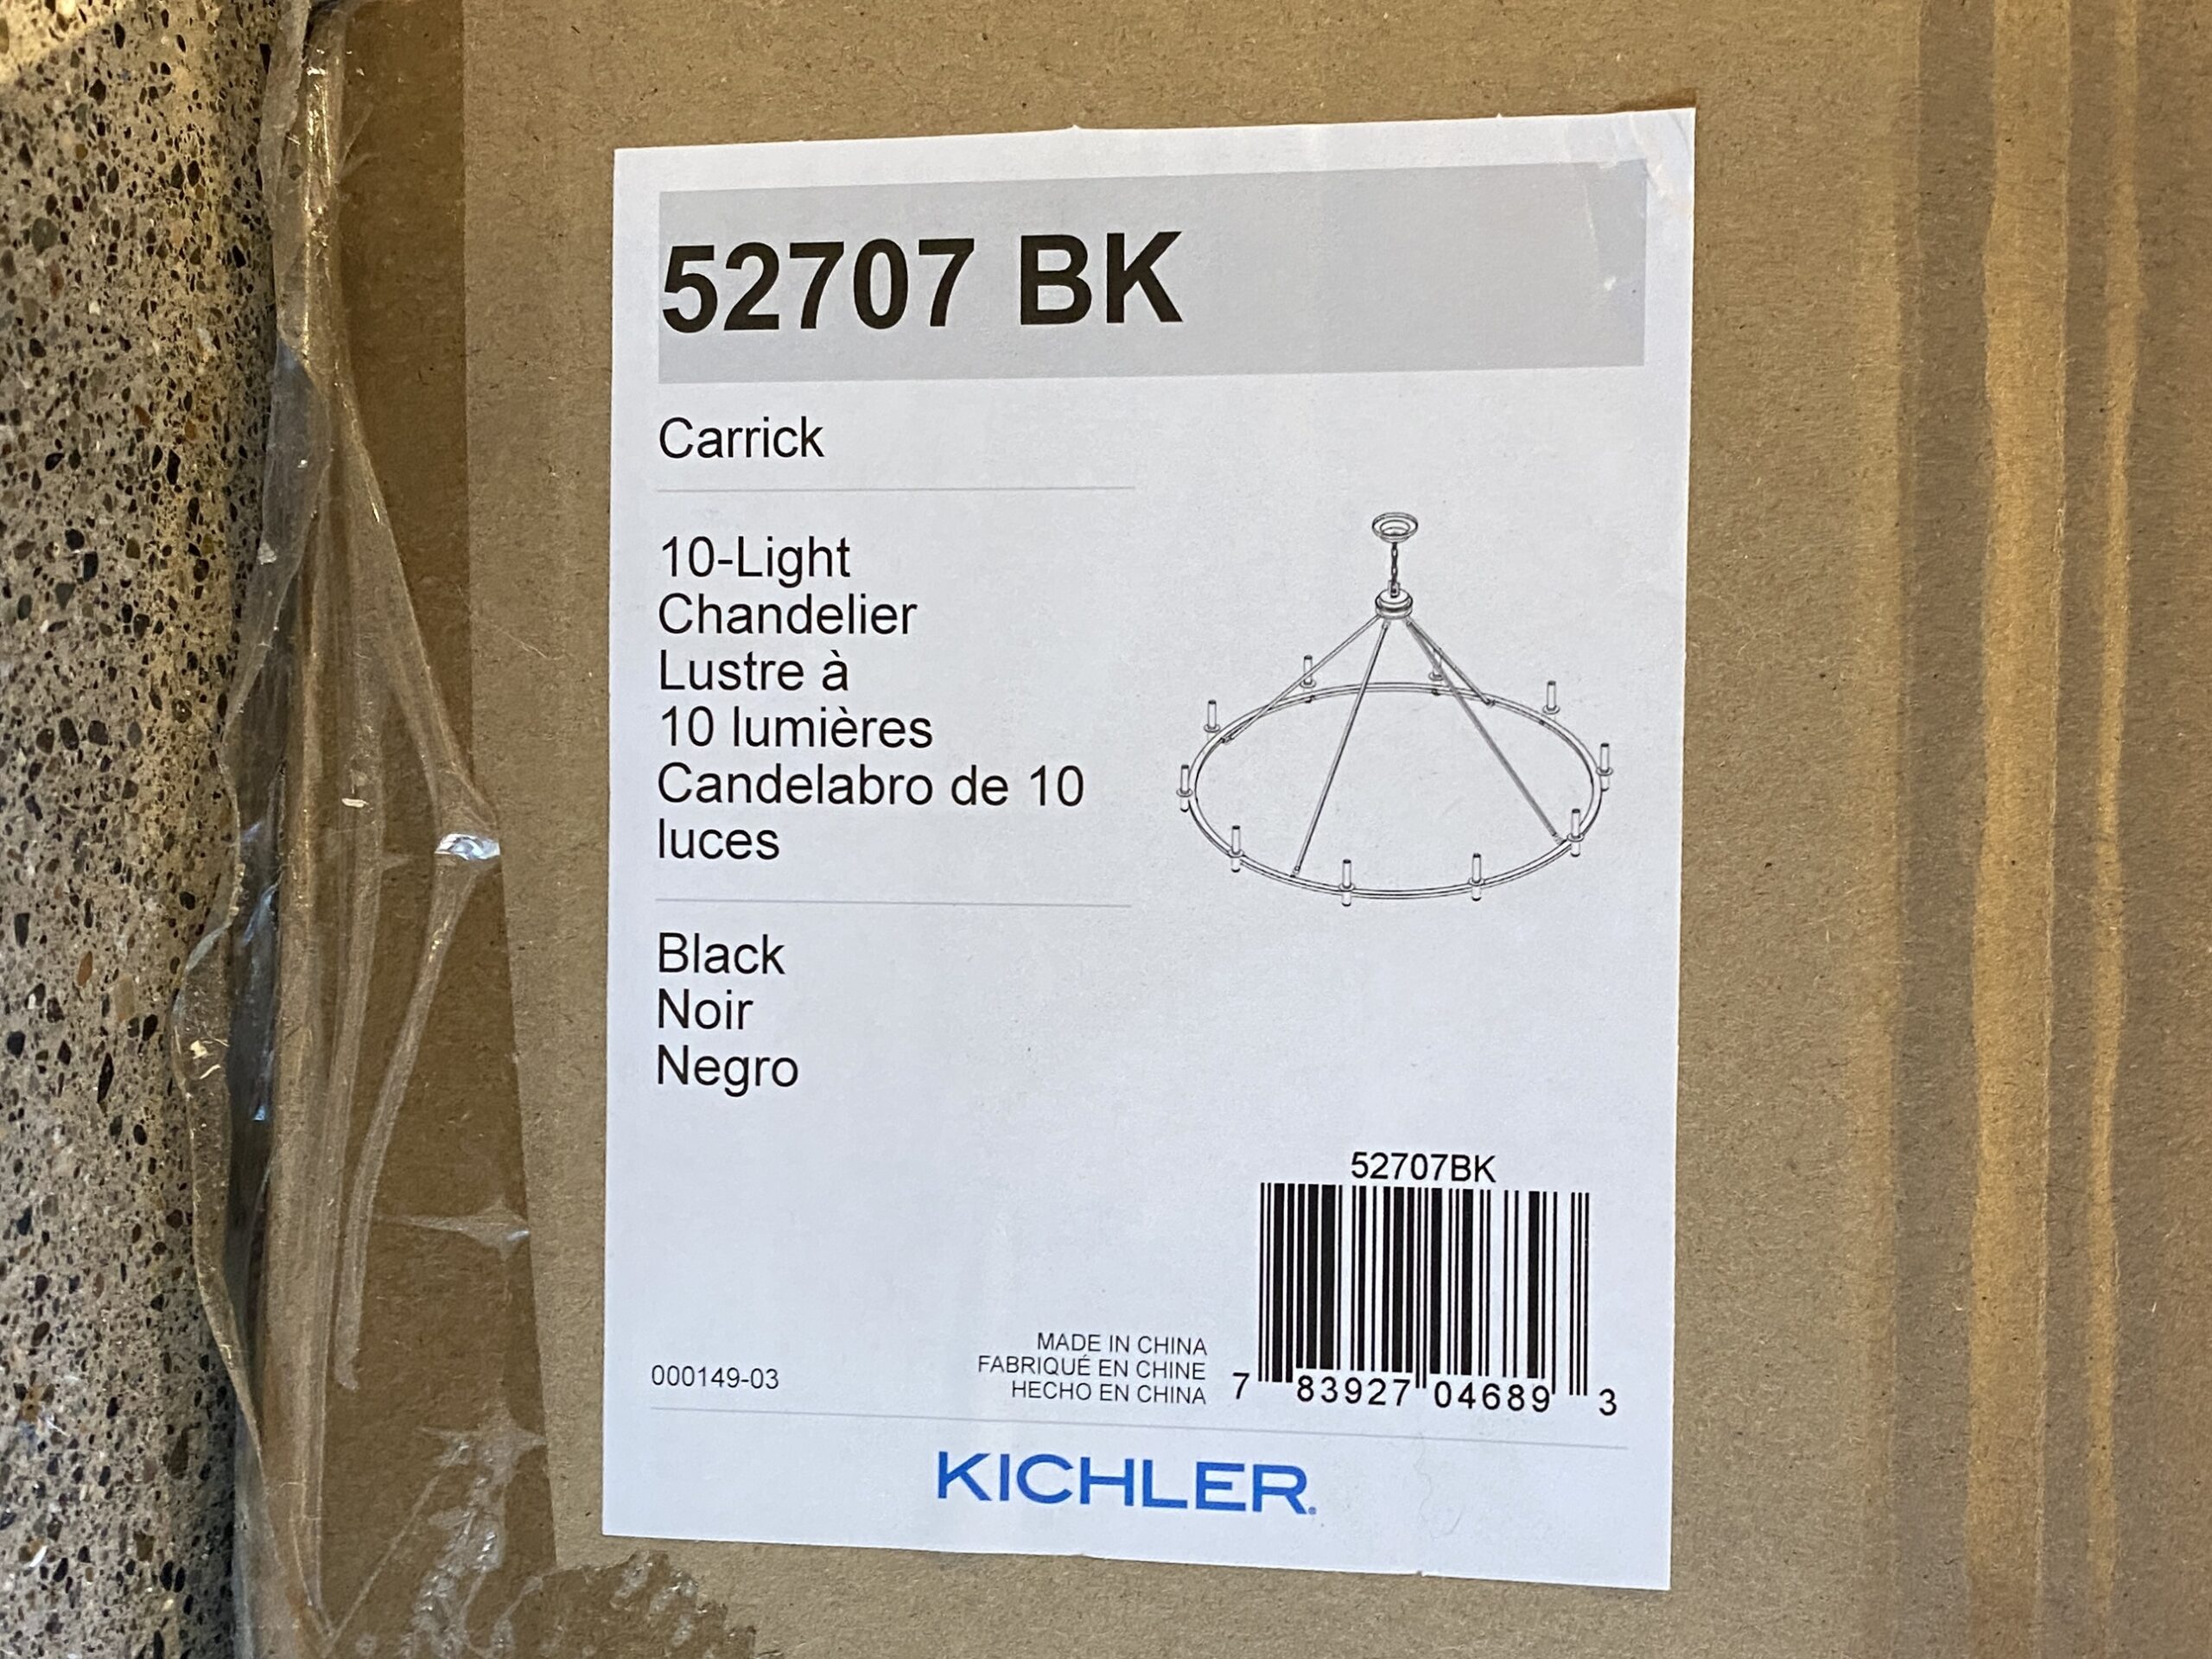 52707 BK
Carrick
10-Light
Chandelier
Lustre à
10 lumières
Candelabro de 10
luces
Black
Noir
Negro
52707BK
7 83927 04689 3
MADE IN CHINA
FABRIQUÉ EN CHINE
HECHO EN CHINA
000149-03
KICHLER.